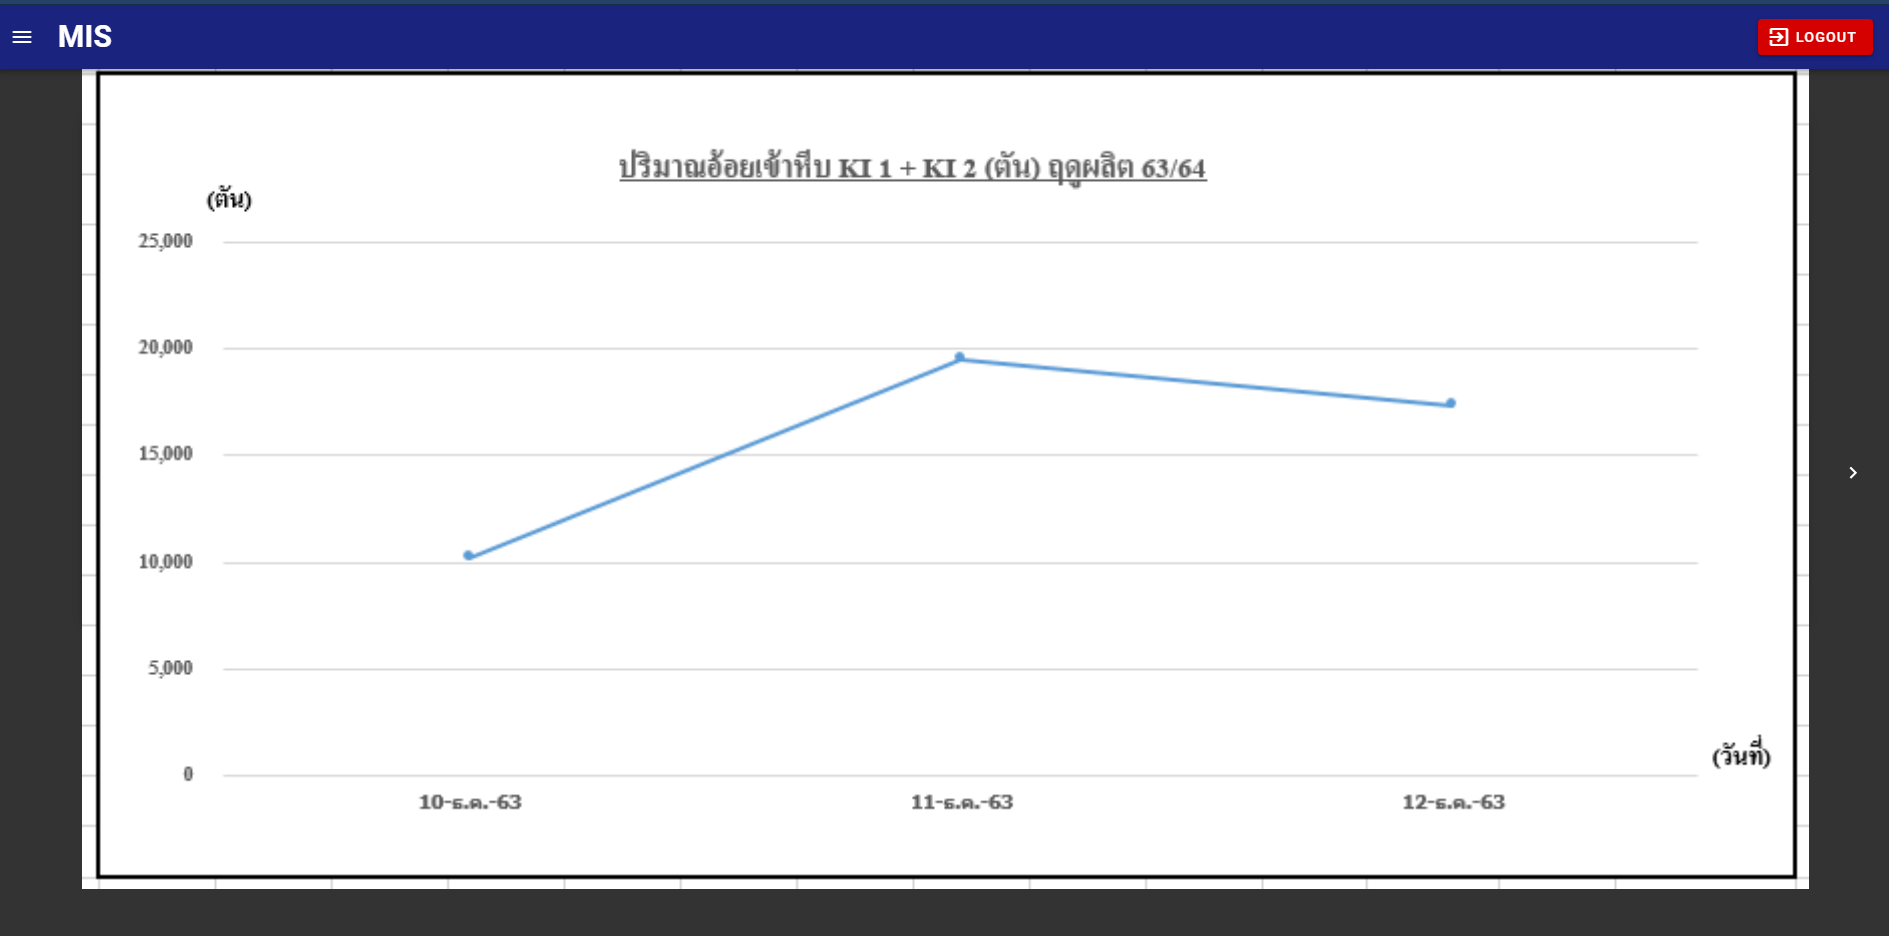 MIS
LOGOUT
ปริมาณอ้อยเข้าหีบ KI 1 + KI 2 (ตัน) ฤดูผลิต 63/64
(ตัน)
25,000
20,000
15,000
10,000
5,000
0
(วันที่)
10-ธ.ค.-63 11-ธ.ค.-63 12-ธ.ค.-63